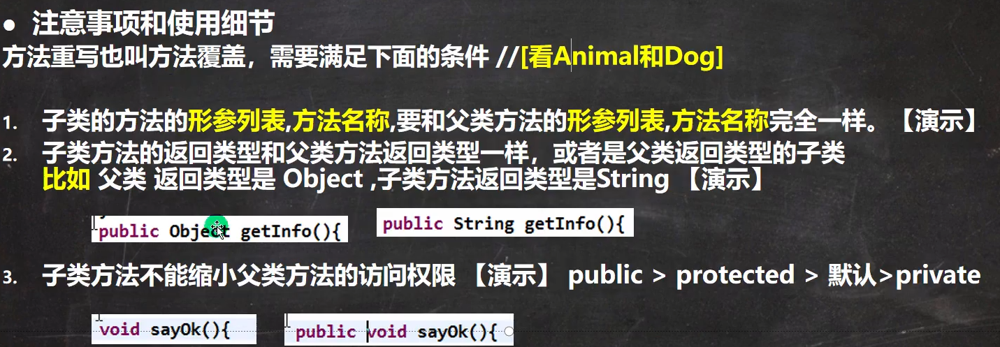 ● 注意事项和使用细节
方法重写也叫方法覆盖，需要满足下面的条件 //[看Animal和Dog]
1. 子类的方法的形参列表,方法名称,要和父类方法的形参列表,方法名称完全一样。【演示】
2. 子类方法的返回类型和父类方法返回类型一样，或者是父类返回类型的子类
比如 父类 返回类型是 Object ,子类方法返回类型是String 【演示】
public Object getInfo(){
public String getInfo(){
3. 子类方法不能缩小父类方法的访问权限 【演示】 public > protected > 默认>private
void sayOk(){
public void sayOk(){